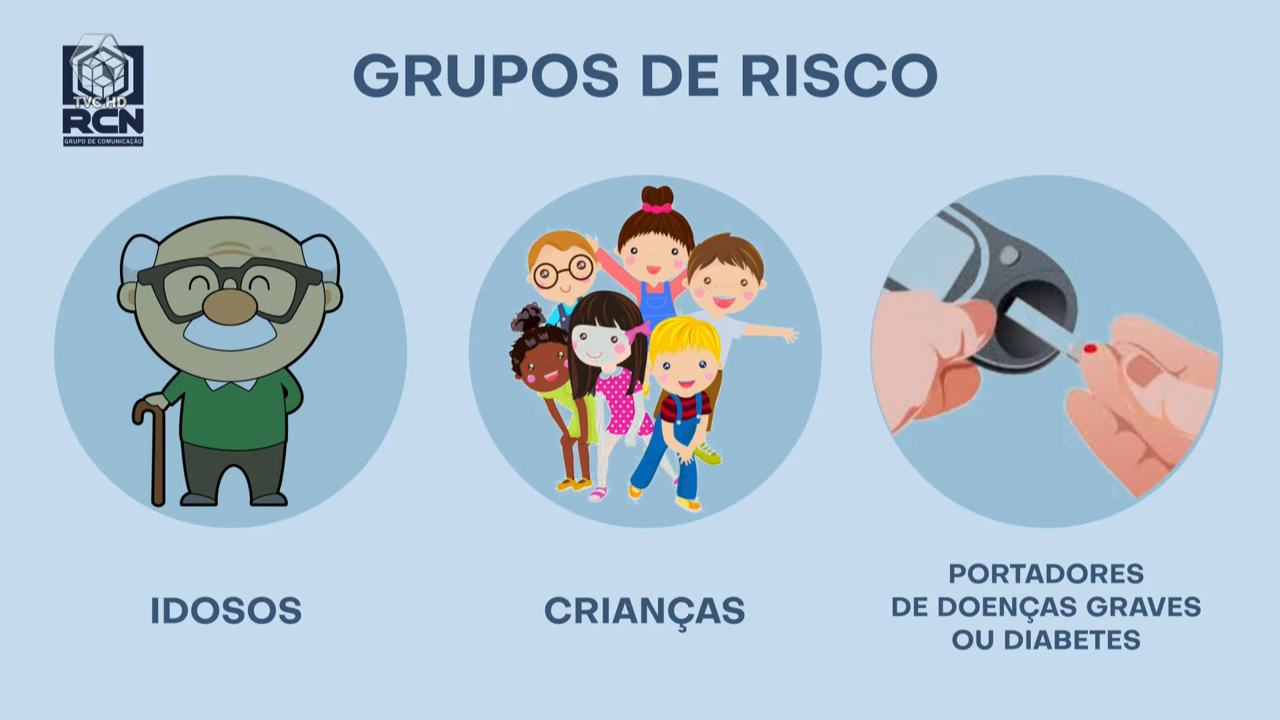 GRUPOS DE RISCO
TVC HD
RCN
GRUPO DE COMUNICAÇÃO
IDOSOS
CRIANÇAS
PORTADORES
DE DOENÇAS GRAVES
OU DIABETES